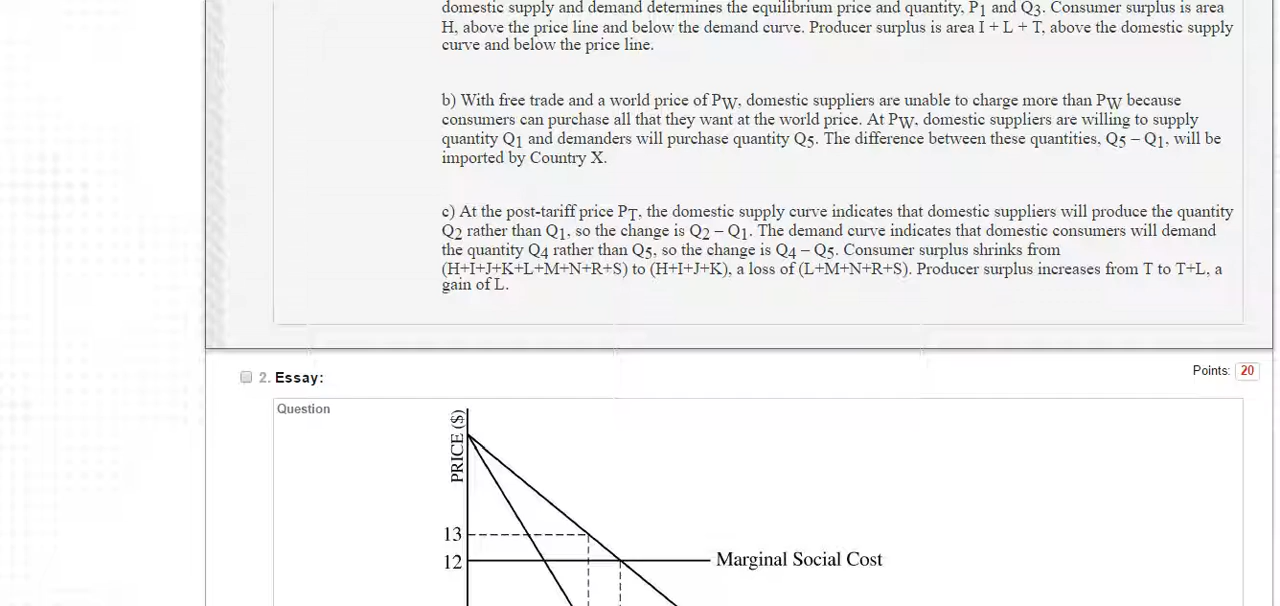 domestic supply and demand determines the equilibrium price and quantity, P1 and Q3. Consumer surplus is area
H, above the price line and below the demand curve. Producer surplus is area I + L + T, above the domestic supply
curve and below the price line.
b) With free trade and a world price of PW, domestic suppliers are unable to charge more than PW because
consumers can purchase all that they want at the world price. At PW, domestic suppliers are willing to supply
quantity Q1 and demanders will purchase quantity Q5. The difference between these quantities, Q5 – Q1, will be
imported by Country X.
c) At the post-tariff price PT, the domestic supply curve indicates that domestic suppliers will produce the quantity
Q2 rather than Q1, so the change is Q2 – Q1. The demand curve indicates that domestic consumers will demand
the quantity Q4 rather than Q5, so the change is Q4 – Q5. Consumer surplus shrinks from
(H+I+J+K+L+M+N+R+S) to (H+I+J+K), a loss of (L+M+N+R+S). Producer surplus increases from T to T+L, a
gain of L.
2. Essay:
Points: 20
Question
PRICE ($)
13
12
Marginal Social Cost